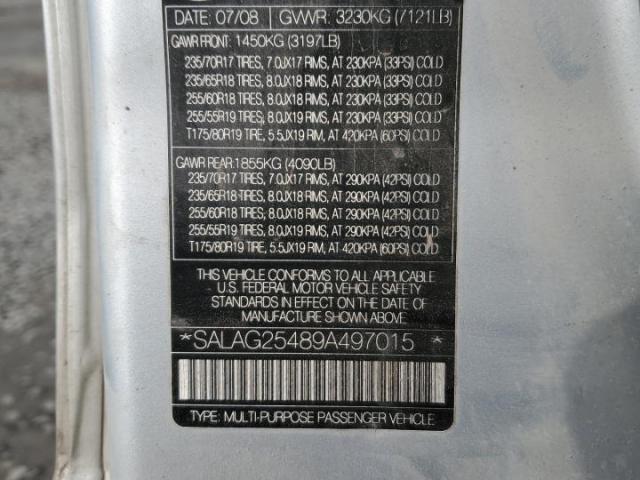 DATE: 07/08 GVWR: 3230KG (7121LB)
GAWR FRONT: 1450KG (3197LB)
235/70R17 TIRES, 7.0JX17 RIMS, AT 230KPA (33PSI) COLD
235/65R18 TIRES, 8.0JX18 RIMS, AT 230KPA (33PSI) COLD
255/60R18 TIRES, 8.0JX18 RIMS, AT 230KPA (33PSI) COLD
255/55R19 TIRES, 8.0JX19 RIMS, AT 230KPA (33PSI) COLD
T175/80R19 TIRE, 5.5JX19 RIM, AT 420KPA (60PSI) COLD
GAWR REAR: 1855KG (4090LB)
235/70R17 TIRES, 7.0JX17 RIMS, AT 290KPA (42PSI) COLD
235/65R18 TIRES, 8.0JX18 RIMS, AT 290KPA (42PSI) COLD
255/60R18 TIRES, 8.0JX18 RIMS, AT 290KPA (42PSI) COLD
255/55R19 TIRES, 8.0JX19 RIMS, AT 290KPA (42PSI) COLD
T175/80R19 TIRE, 5.5JX19 RIM, AT 420KPA (60PSI) COLD
THIS VEHICLE CONFORMS TO ALL APPLICABLE
U.S. FEDERAL MOTOR VEHICLE SAFETY
STANDARDS IN EFFECT ON THE DATE OF
MANUFACTURE SHOWN ABOVE
*SALAG25489A497015 *
TYPE: MULTI-PURPOSE PASSENGER VEHICLE